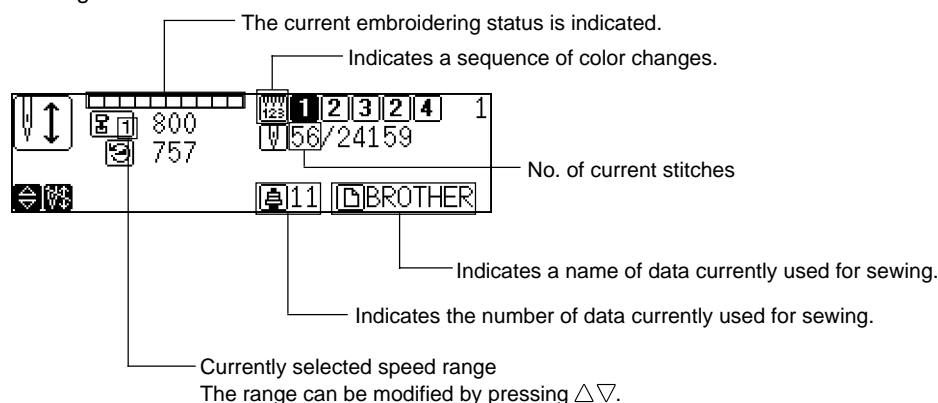 The current embroidering status is indicated.
Indicates a sequence of color changes.
123 1 2 3 2 4 1
1 800
56/24159
757
No. of current stitches
11 BROTHER
Indicates a name of data currently used for sewing.
Indicates the number of data currently used for sewing.
Currently selected speed range
The range can be modified by pressing △▽.